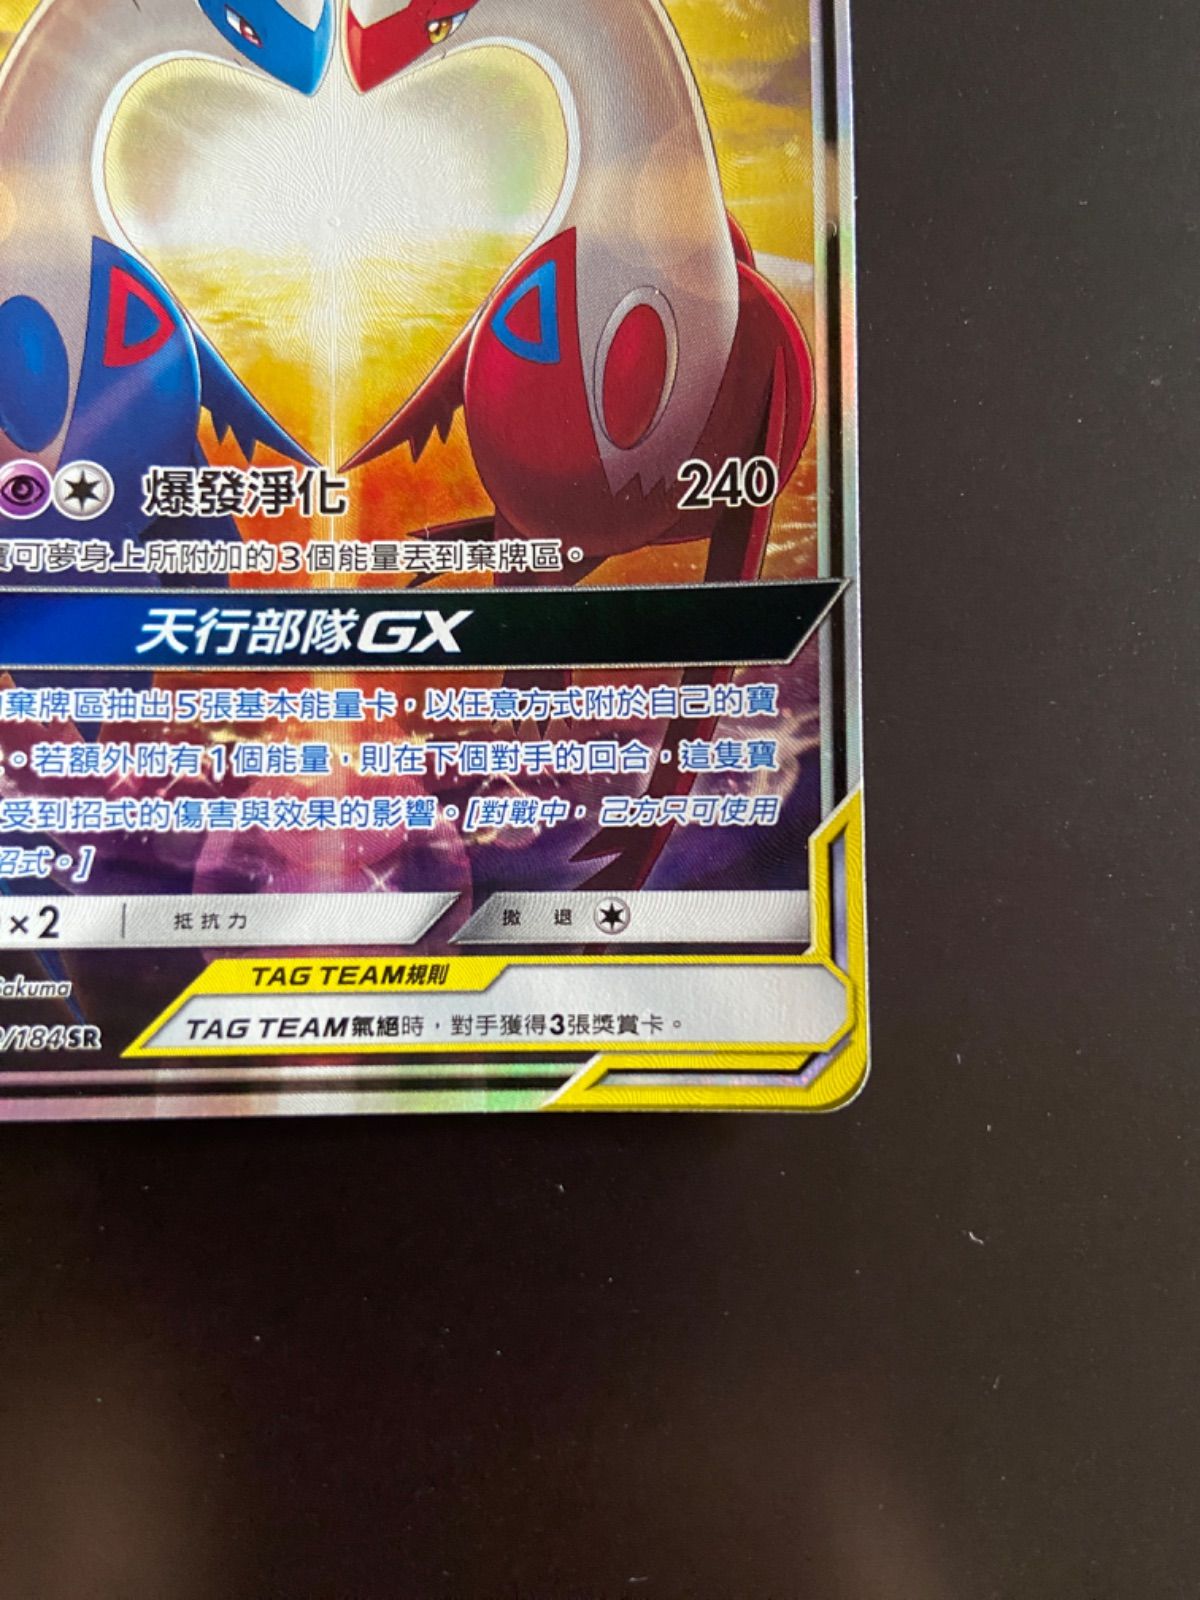 爆發淨化 240
寶可夢身上所附加的3個能量丟到棄牌區。
天行部隊GX
棄牌區抽出5張基本能量卡，以任意方式附於自己的寶
。若額外附有1個能量，則在下個對手的回合，這隻寶
受到招式的傷害與效果的影響。[對戰中，己方只可使用
招式。]
×2 抵抗力 撤退
Sakuma
TAG TEAM規則
/184 SR
TAG TEAM氣絕時，對手獲得3張獎賞卡。